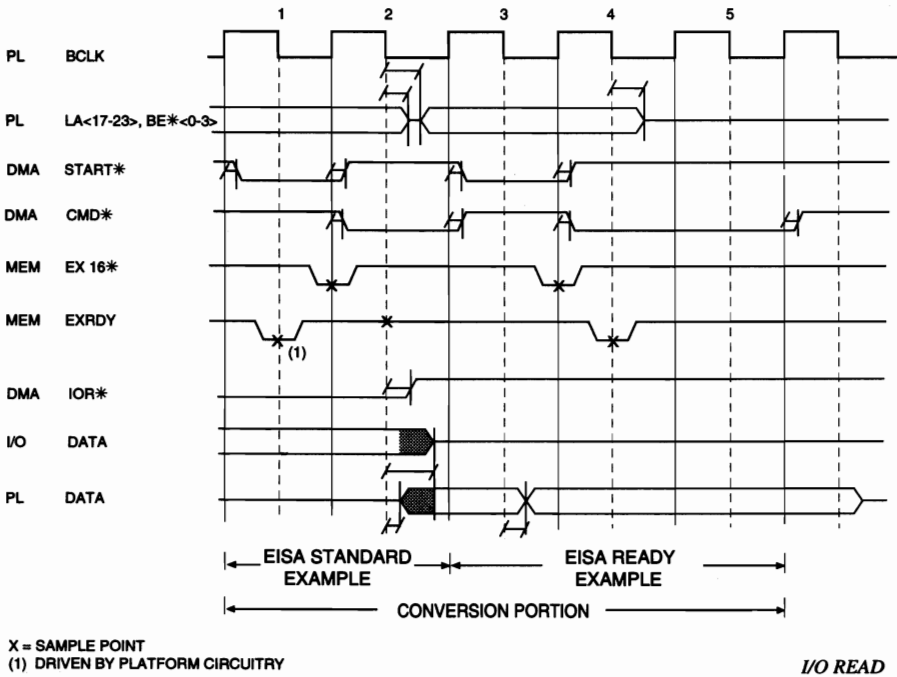 1 2 3 4 5
PL BCLK
PL LA<17-23>, BE*<0-3>
DMA START*
DMA CMD*
MEM EX 16*
MEM EXRDY
(1)
DMA IOR*
I/O DATA
PL DATA
EISA STANDARD
EXAMPLE
EISA READY
EXAMPLE
CONVERSION PORTION
X = SAMPLE POINT
(1) DRIVEN BY PLATFORM CIRCUITRY
I/O READ